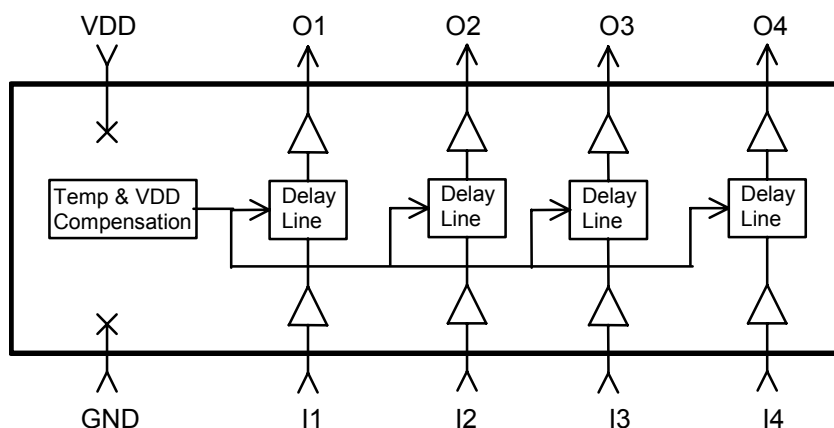 VDD O1 O2 O3 O4
Temp & VDD
Compensation
Delay
Line
Delay
Line
Delay
Line
Delay
Line
GND I1 I2 I3 I4